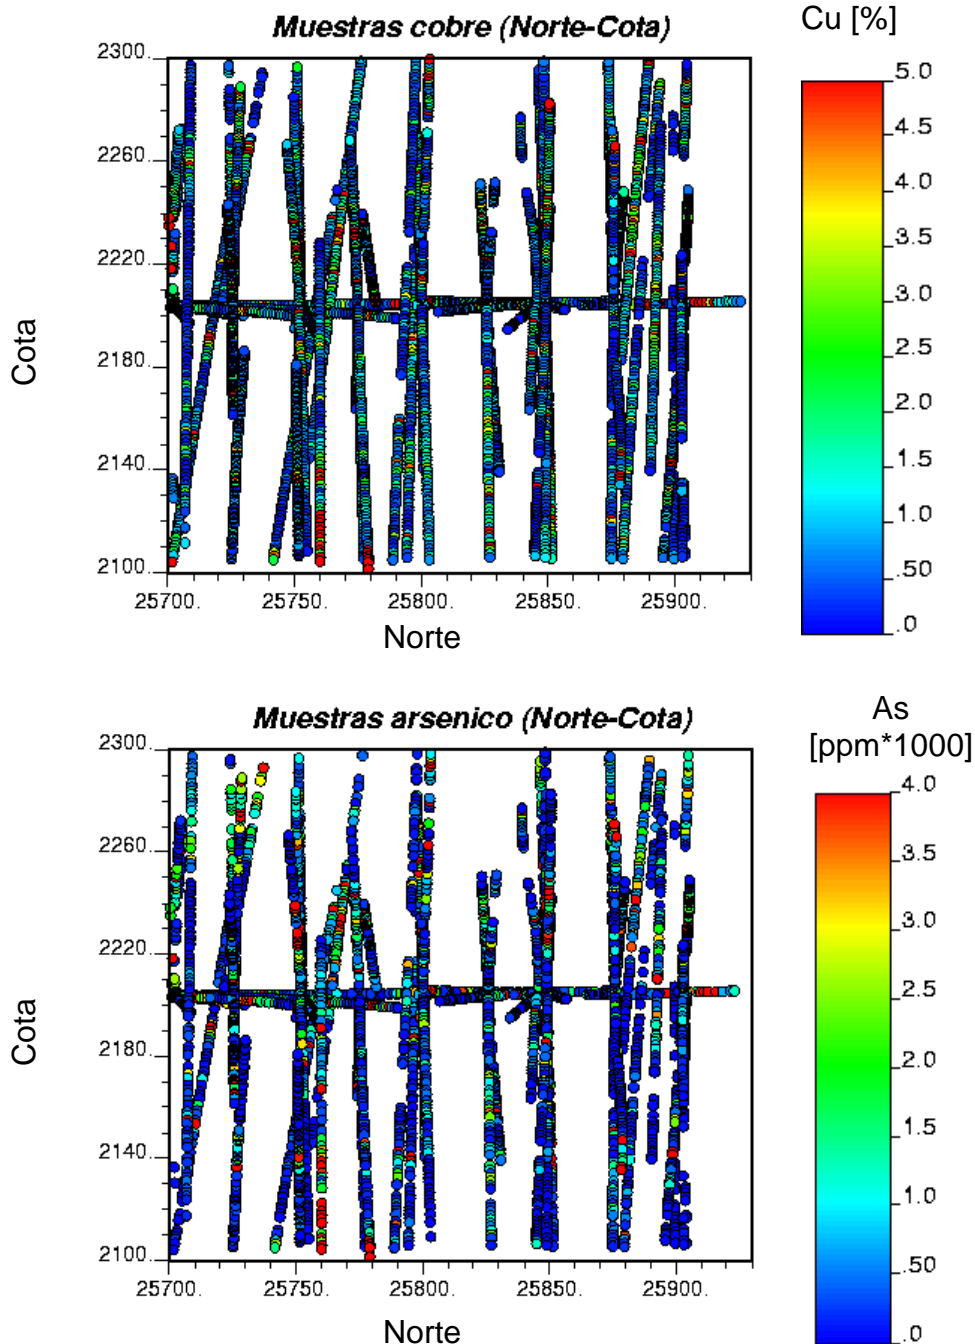 Muestras cobre (Norte-Cota)
Cu [%]
2300.
2260.
2220.
2180.
2140.
2100.
Cota
25700. 25750. 25800. 25850. 25900.
Norte
5.0
4.5
4.0
3.5
3.0
2.5
2.0
1.5
1.0
.50
.0
Muestras arsenico (Norte-Cota)
As
[ppm*1000]
2300.
2260.
2220.
2180.
2140.
2100.
Cota
25700. 25750. 25800. 25850. 25900.
Norte
4.0
3.5
3.0
2.5
2.0
1.5
1.0
.50
.0